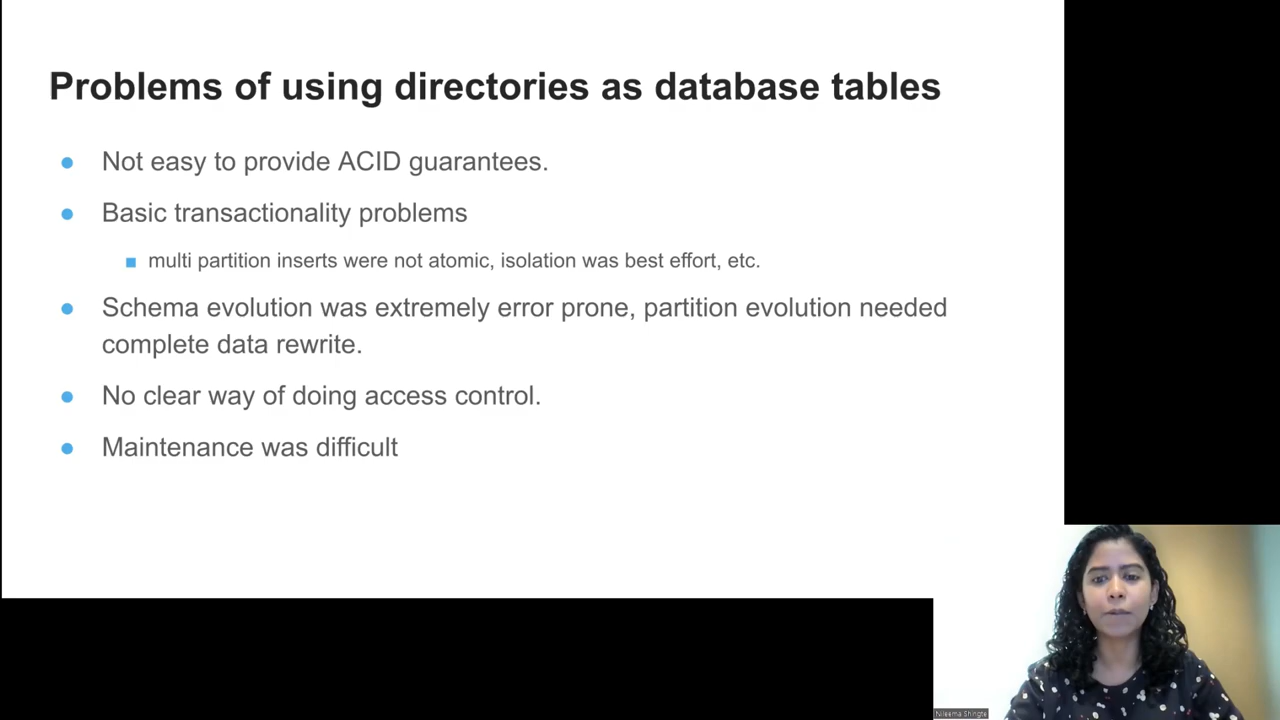 Problems of using directories as database tables
● Not easy to provide ACID guarantees.
● Basic transactionality problems
■ multi partition inserts were not atomic, isolation was best effort, etc.
● Schema evolution was extremely error prone, partition evolution needed
complete data rewrite.
● No clear way of doing access control.
● Maintenance was difficult
Nileema Shingte